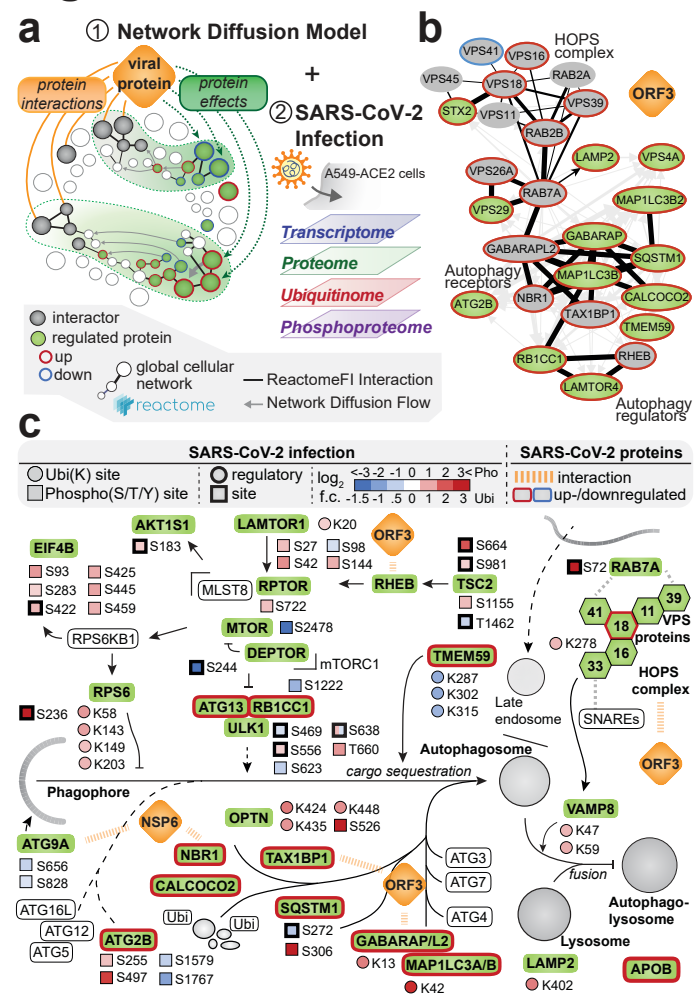 a
① Network Diffusion Model
viral
protein
protein
interactions
protein
effects
+
② SARS-CoV-2
Infection
A549-ACE2 cells
Transcriptome
Proteome
Ubiquitinome
Phosphoproteome
interactor
regulated protein
up
down
global cellular
network
reactome
ReactomeFI Interaction
Network Diffusion Flow
b
HOPS
complex
VPS41
VPS16
VPS45
VPS18
RAB2A
STX2
VPS11
VPS39
RAB2B
ORF3
LAMP2
VPS4A
VPS26A
RAB7A
MAP1LC3B2
VPS29
GABARAP
GABARAPL2
SQSTM1
MAP1LC3B
Autophagy
receptors
NBR1
CALCOCO2
ATG2B
TAX1BP1
TMEM59
RB1CC1
RHEB
LAMTOR4
Autophagy
regulators
c
SARS-CoV-2 infection
SARS-CoV-2 proteins
Ubi(K) site
Phospho(S/T/Y) site
regulatory
site
log2
f.c.
<-3 -2 -1 0 1 2 3< Pho
-1.5 -1 -.5 0 .5 1 1.5 Ubi
interaction
up-/downregulated
AKT1S1
S183
LAMTOR1
K20
S27
S98
S42
S144
ORF3
S664
S981
EIF4B
S93
S425
S283
S445
S422
S459
MLST8
RPTOR
S722
RHEB
TSC2
S1155
T1462
S72
RAB7A
41
11
39
18
16
33
VPS
proteins
K278
HOPS
complex
SNAREs
RPS6KB1
MTOR
S2478
DEPTOR
S244
mTORC1
S1222
TMEM59
K287
K302
K315
Late
endosome
RPS6
S236
K58
K143
K149
K203
ATG13
RB1CC1
ULK1
S469
S638
S556
T660
S623
cargo sequestration
Autophagosome
ORF3
Phagophore
ATG9A
S656
S828
NSP6
OPTN
K424
K448
K435
S526
VAMP8
K47
K59
fusion
NBR1
TAX1BP1
CALCOCO2
ORF3
ATG3
ATG7
ATG4
Autophago-
lysosome
Lysosome
ATG16L
ATG12
ATG5
ATG2B
S255
S1579
S497
S1767
Ubi
Ubi
SQSTM1
S272
S306
GABARAP/L2
K13
MAP1LC3A/B
K42
LAMP2
K402
APOB